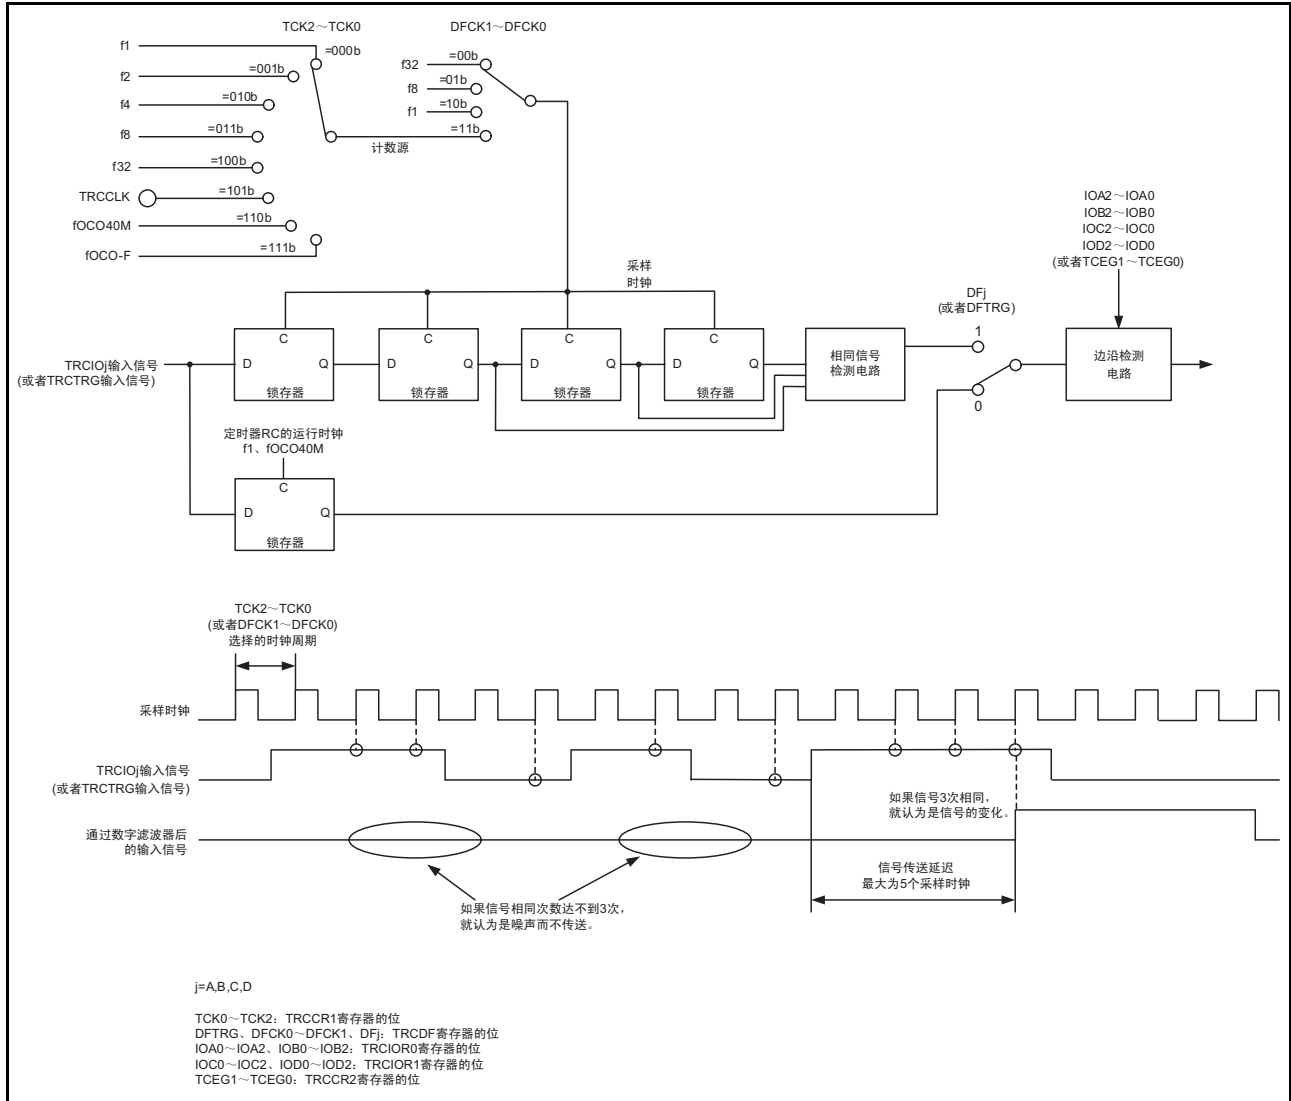 TCK2～TCK0
DFCK1～DFCK0
f1
=000b
f2
=001b
f4
=010b
f8
=011b
f32
=100b
TRCCLK
=101b
fOCO40M
=110b
fOCO-F
=111b
f32
=00b
f8
=01b
f1
=10b
=11b
计数源
采样
时钟
IOA2～IOA0
IOB2～IOB0
IOC2～IOC0
IOD2～IOD0
(或者TCEG1～TCEG0)
DFj
(或者DFTRG)
1
0
TRCIOj输入信号
(或者TRCTRG输入信号)
C
D
Q
锁存器
C
D
Q
锁存器
C
D
Q
锁存器
C
D
Q
锁存器
相同信号
检测电路
边沿检测
电路
定时器RC的运行时钟
f1、fOCO40M
C
D
Q
锁存器
TCK2～TCK0
(或者DFCK1～DFCK0)
选择的时钟周期
采样时钟
TRCIOj输入信号
(或者TRCTRG输入信号)
如果信号3次相同，
就认为是信号的变化。
通过数字滤波器后
的输入信号
信号传送延迟
最大为5个采样时钟
如果信号相同次数达不到3次，
就认为是噪声而不传送。
j=A,B,C,D
TCK0～TCK2：TRCCR1寄存器的位
DFTRG、DFCK0～DFCK1、DFj：TRCDF寄存器的位
IOA0～IOA2、IOB0～IOB2：TRCIOR0寄存器的位
IOC0～IOC2、IOD0～IOD2：TRCIOR1寄存器的位
TCEG1～TCEG0：TRCCR2寄存器的位